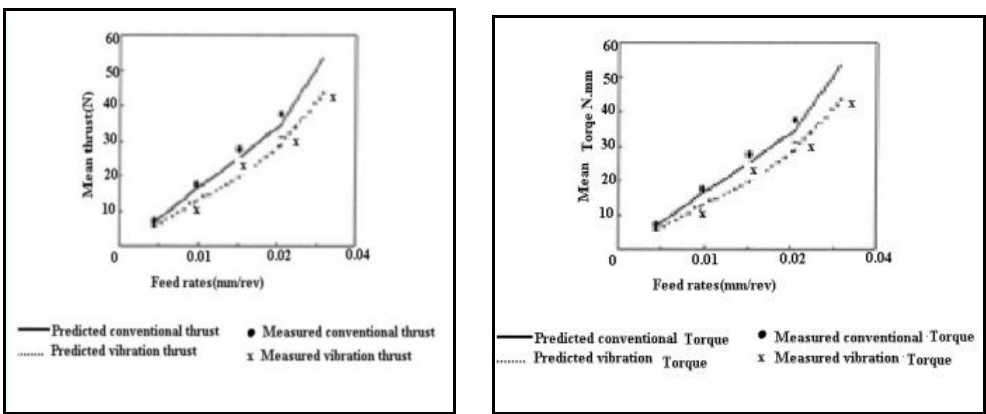 60
50
40
30
20
10
Mean thrust(N)
0 0.01 0.02 0.04
Feed rates(mm/rev)
Predicted conventional thrust
Measured conventional thrust
Predicted vibration thrust
x Measured vibration thrust
60
50
40
30
20
10
Mean Torqe N.mm
0 0.01 0.02 0.04
Feed rates(mm/rev)
Predicted conventional Torque
Measured conventional Torque
Predicted vibration Torque
x Measured vibration Torque